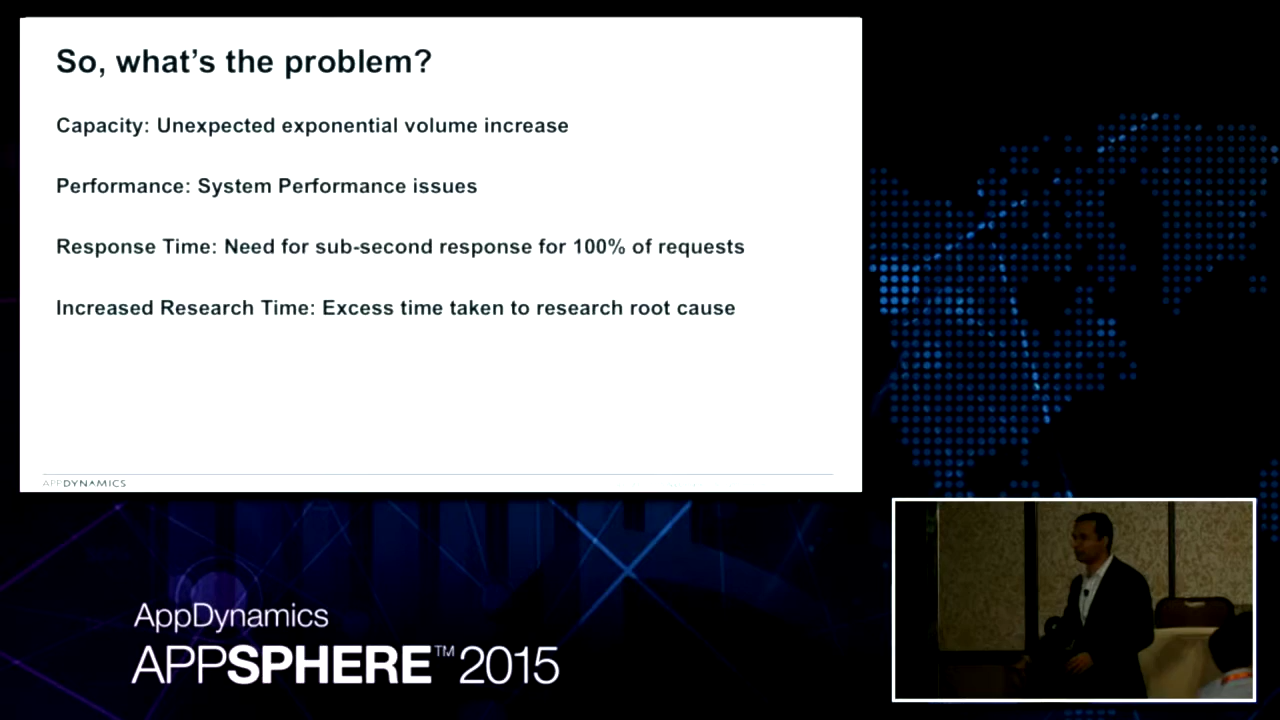 So, what's the problem?
Capacity: Unexpected exponential volume increase
Performance: System Performance issues
Response Time: Need for sub-second response for 100% of requests
Increased Research Time: Excess time taken to research root cause
APPDYNAMICS
AppDynamics
APPSPHERE™ 2015